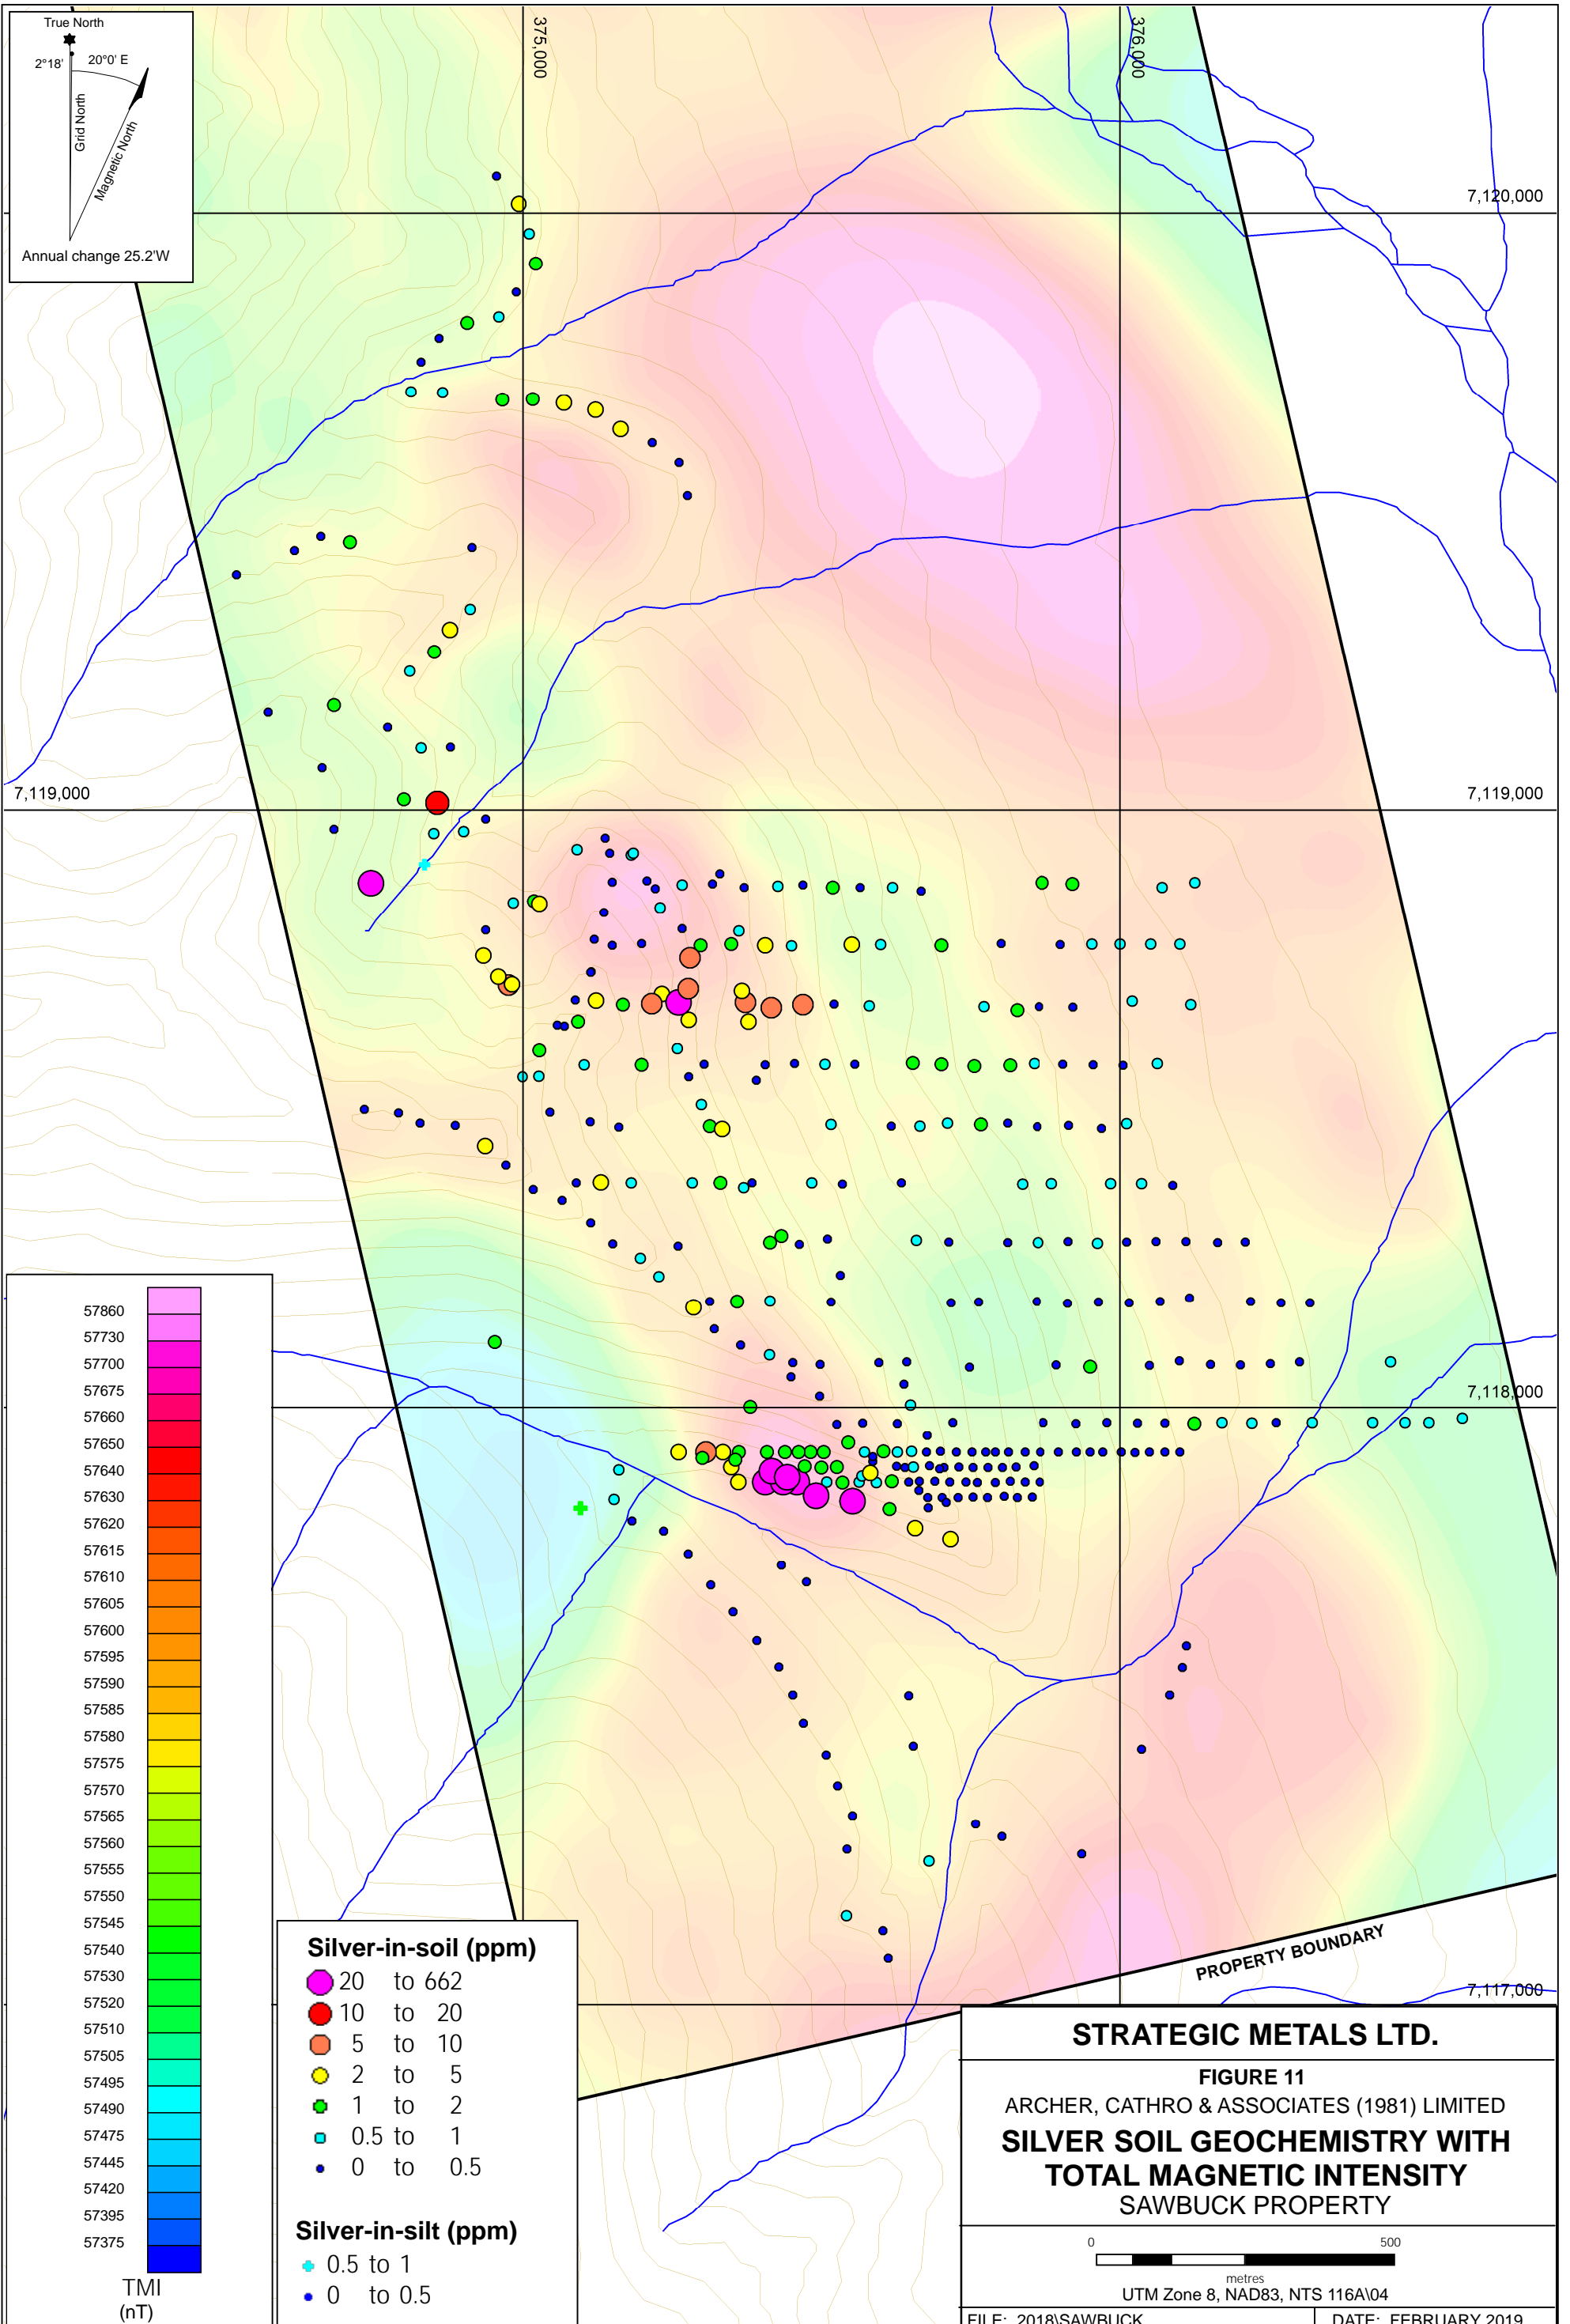 True North
2°18'
20°0' E
Grid North
Magnetic North
Annual change 25.2'W
375,000
376,000
7,120,000
7,119,000
7,119,000
7,118,000
7,117,000
PROPERTY BOUNDARY
57860
57730
57700
57675
57660
57650
57640
57630
57620
57615
57610
57605
57600
57595
57590
57585
57580
57575
57570
57565
57560
57555
57550
57545
57540
57530
57520
57510
57505
57495
57490
57475
57445
57420
57395
57375
TMI
(nT)
Silver-in-soil (ppm)
20 to 662
10 to 20
5 to 10
2 to 5
1 to 2
0.5 to 1
0 to 0.5
Silver-in-silt (ppm)
0.5 to 1
0 to 0.5
STRATEGIC METALS LTD.
FIGURE 11
ARCHER, CATHRO & ASSOCIATES (1981) LIMITED
SILVER SOIL GEOCHEMISTRY WITH
TOTAL MAGNETIC INTENSITY
SAWBUCK PROPERTY
0 500
metres
UTM Zone 8, NAD83, NTS 116A\04
FILE: 2018\SAWBUCK DATE: FEBRUARY 2019